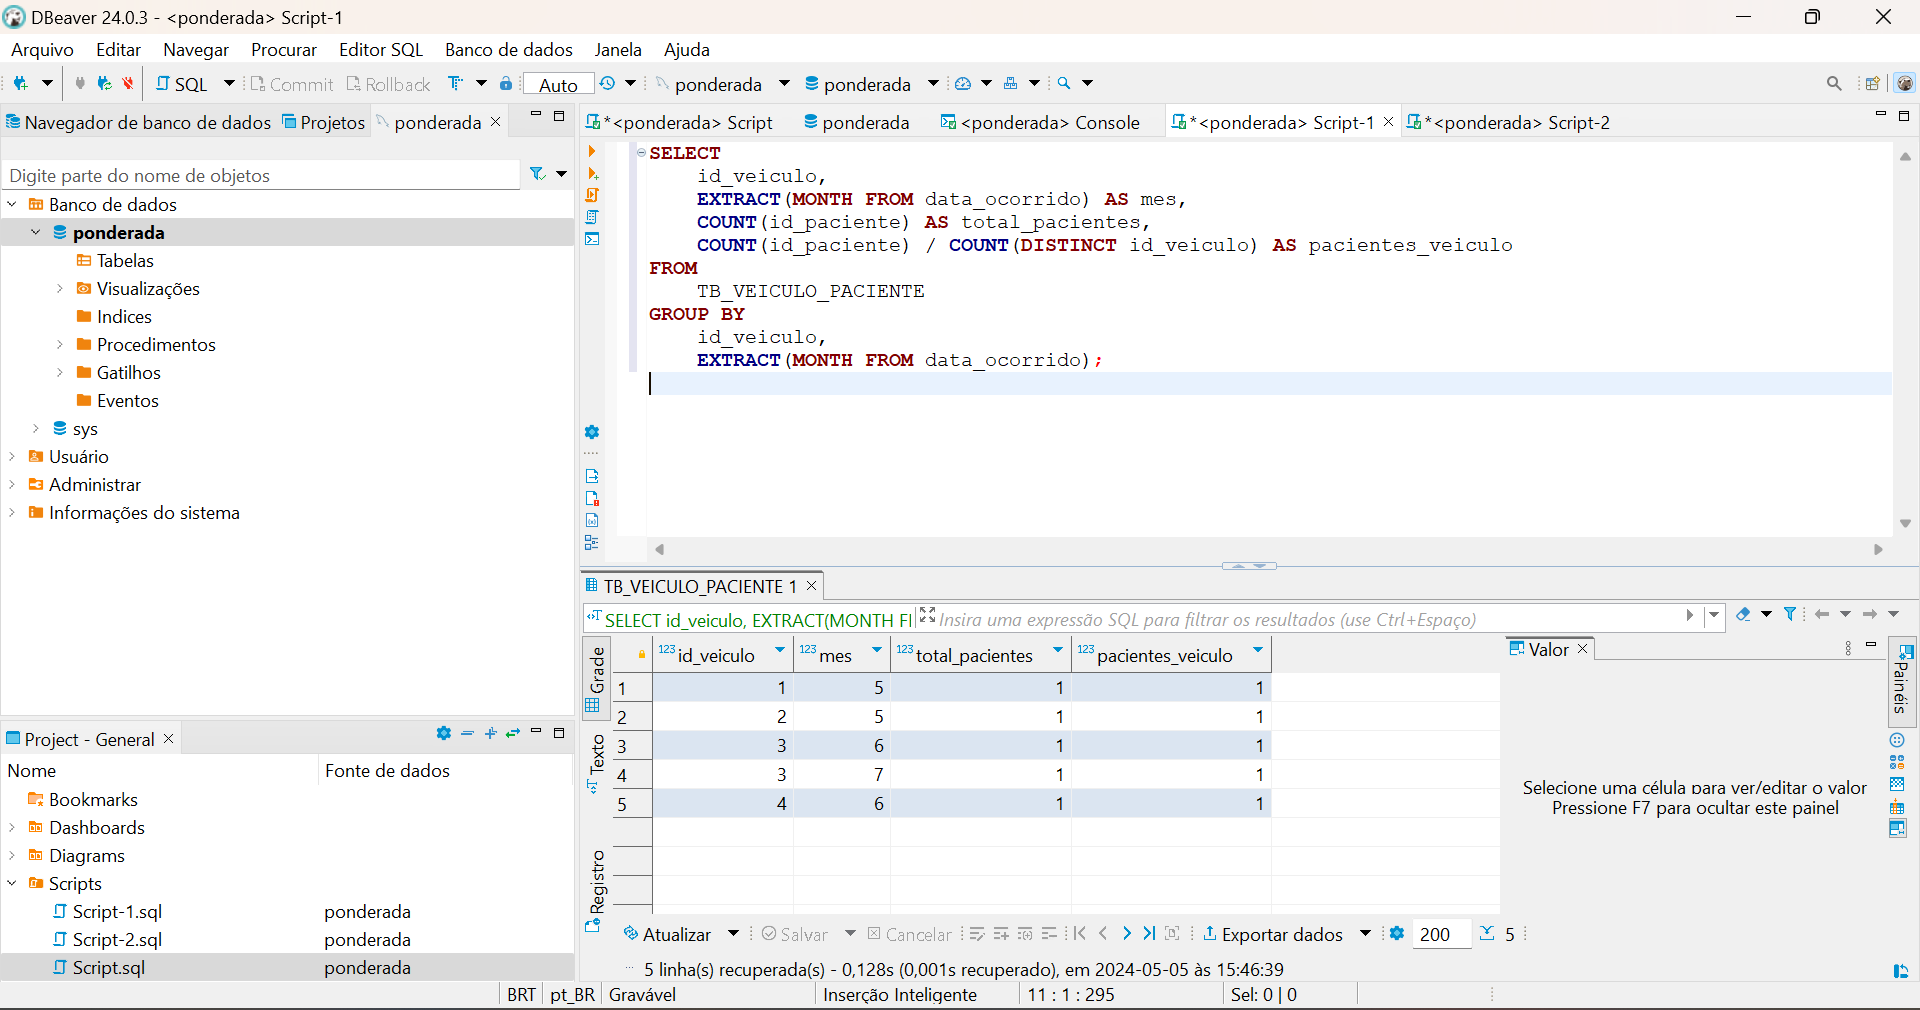 DBeaver 24.0.3 - <ponderada> Script-1
Arquivo Editar Navegar Procurar Editor SQL Banco de dados Janela Ajuda
SQL Commit Rollback Auto ponderada ponderada
Navegador de banco de dados Projetos ponderada
Digite parte do nome de objetos
Banco de dados
ponderada
Tabelas
Visualizações
Indices
Procedimentos
Gatilhos
Eventos
sys
Usuário
Administrar
Informações do sistema
Project - General
Nome Fonte de dados
Bookmarks
Dashboards
Diagrams
Scripts
Script-1.sql ponderada
Script-2.sql ponderada
Script.sql ponderada
*<ponderada> Script ponderada <ponderada> Console *<ponderada> Script-1 *<ponderada> Script-2
SELECT
id_veiculo,
EXTRACT(MONTH FROM data_ocorrido) AS mes,
COUNT(id_paciente) AS total_pacientes,
COUNT(id_paciente) / COUNT(DISTINCT id_veiculo) AS pacientes_veiculo
FROM
TB_VEICULO_PACIENTE
GROUP BY
id_veiculo,
EXTRACT(MONTH FROM data_ocorrido);
TB_VEICULO_PACIENTE 1
SELECT id_veiculo, EXTRACT(MONTH FI Insira uma expressão SQL para filtrar os resultados (use Ctrl+Espaço)
Grade
Texto
Registro
123 id_veiculo 123 mes 123 total_pacientes 123 pacientes_veiculo
1 1 5 1 1
2 2 5 1 1
3 3 6 1 1
4 3 7 1 1
5 4 6 1 1
Valor
Selecione uma célula para ver/editar o valor
Pressione F7 para ocultar este painel
Painéis
Atualizar Salvar Cancelar Exportar dados 200 5
5 linha(s) recuperada(s) - 0,128s (0,001s recuperado), em 2024-05-05 às 15:46:39
BRT pt_BR Gravável Inserção Inteligente 11 : 1 : 295 Sel: 0 | 0